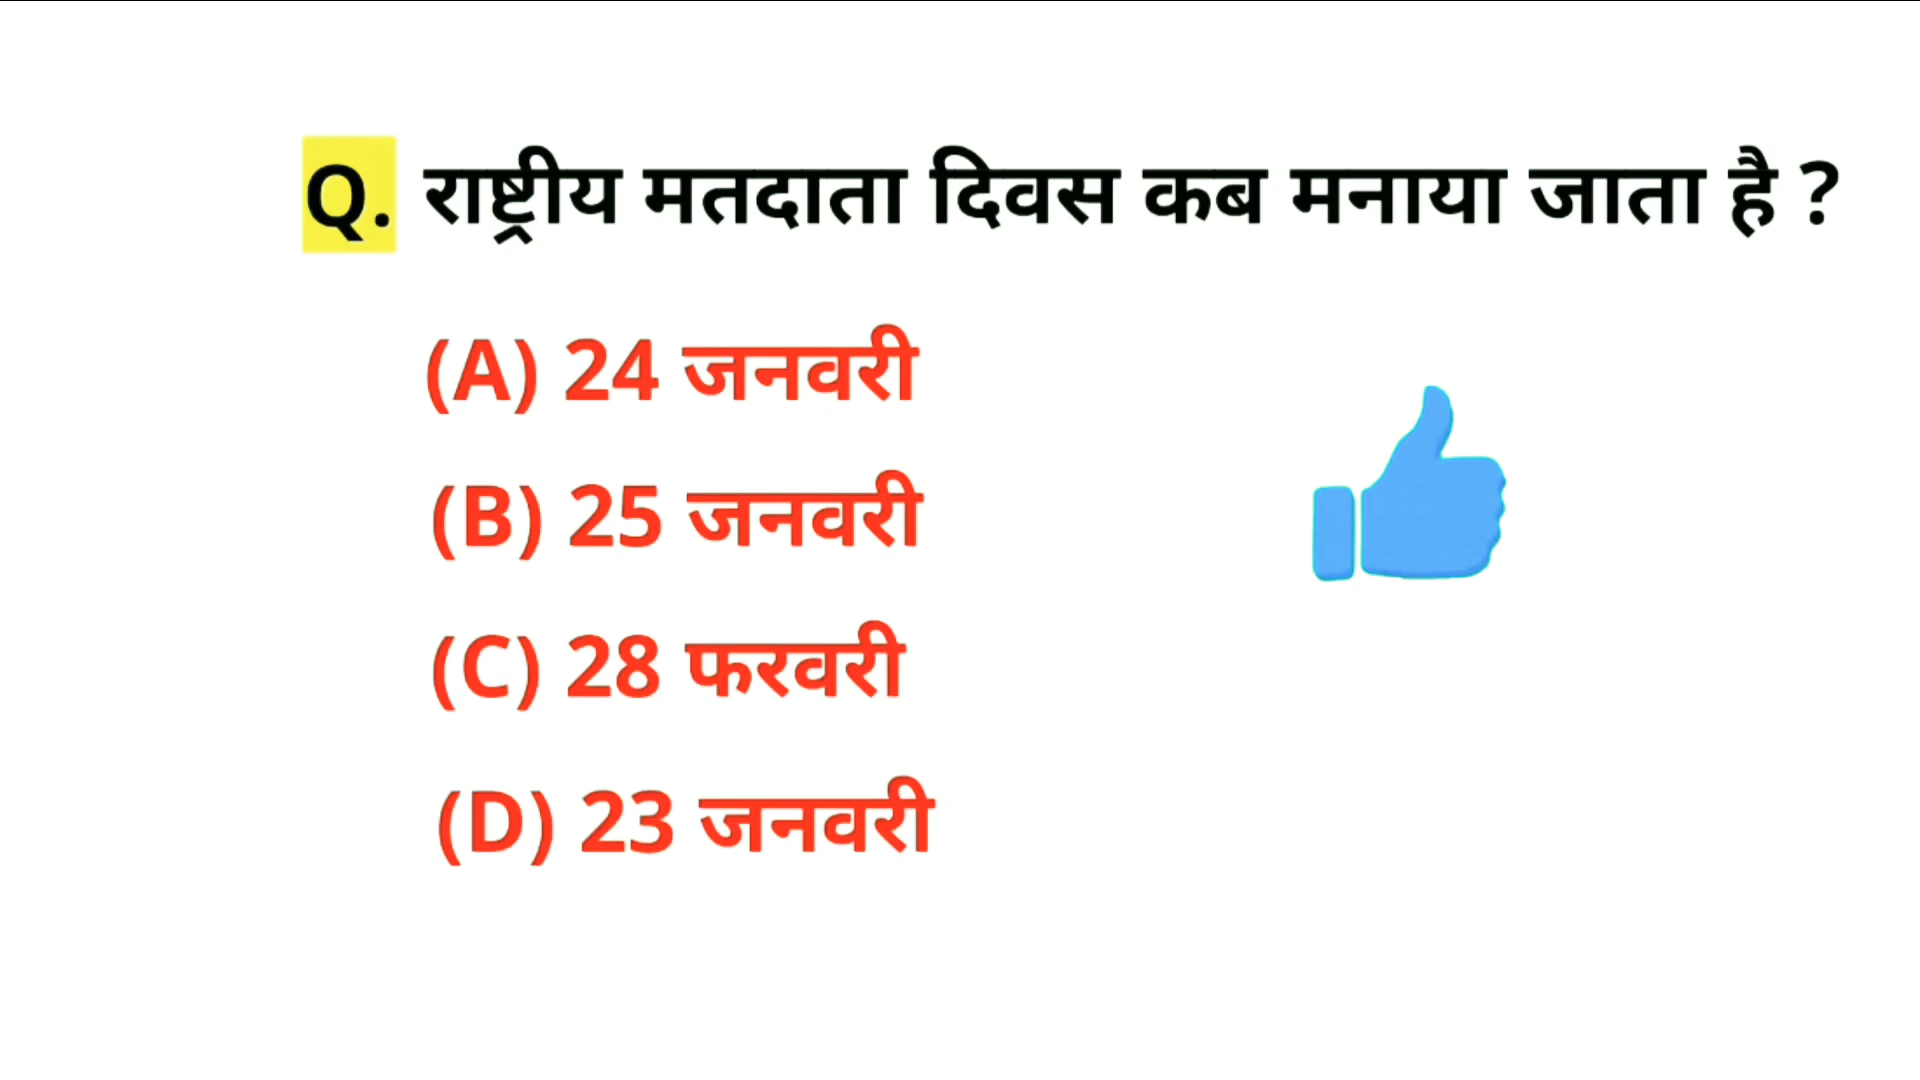 Q. राष्ट्रीय मतदाता दिवस कब मनाया जाता है ?
(A) 24 जनवरी
(B) 25 जनवरी
(C) 28 फरवरी
(D) 23 जनवरी